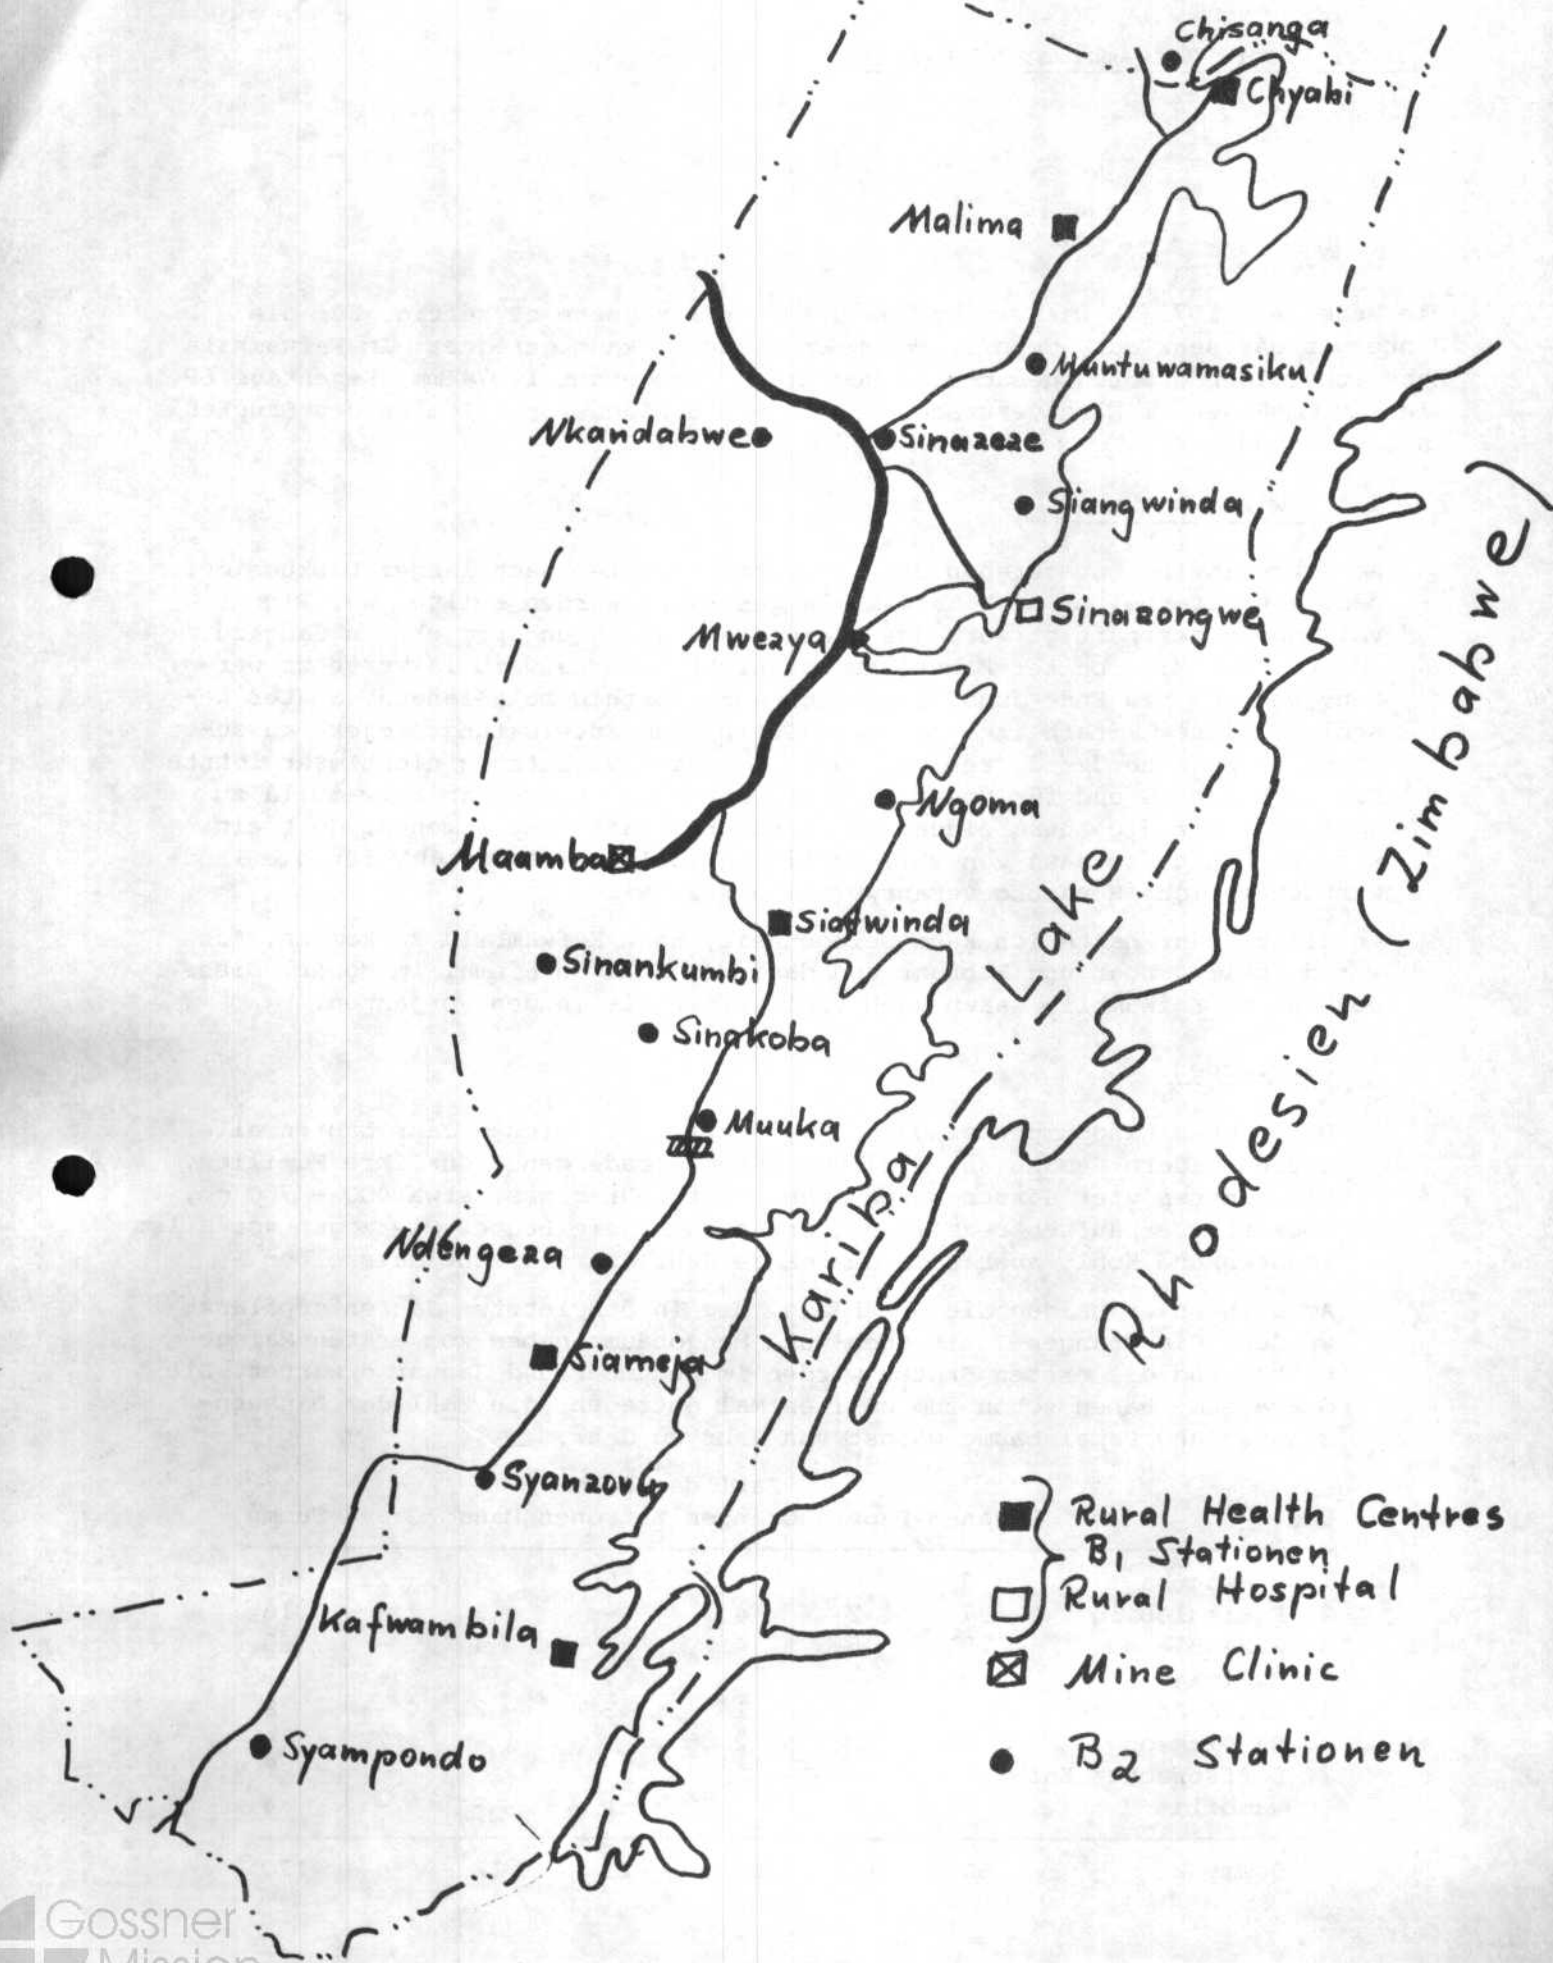 Chisanga
Chyabi
Malima
Muntuwamasiku
Nkandabwe
Sinazeze
Siangwinda
Sinazongwe
Mwezya
Ngoma
Maamba
Siatwinda
Sinankumbi
Sinakoba
Muuka
Ndengeza
Siameja
Syanzovu
Kafwambila
Syampondo
Kariba Lake
Rhodesien (Zimbabwe)
Rural Health Centres
B1 Stationen
Rural Hospital
Mine Clinic
B2 Stationen
Gossner
Mission